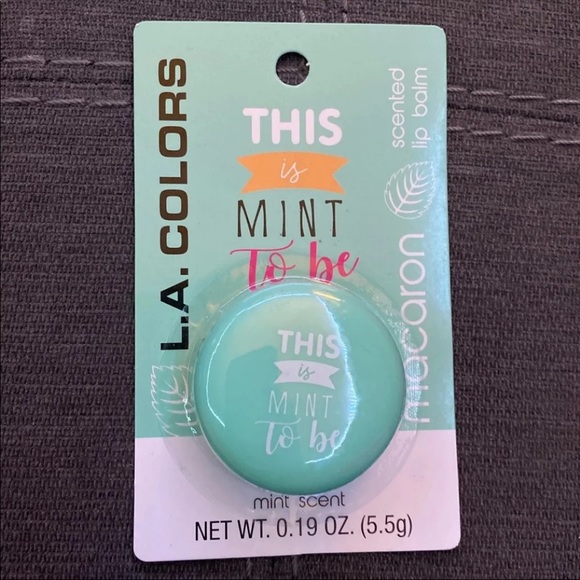 L.A. COLORS
THIS
is
MINT
To be
scented
lip balm
macaron
THIS
is
MINT
to be
mint scent
NET WT. 0.19 OZ. (5.5g)